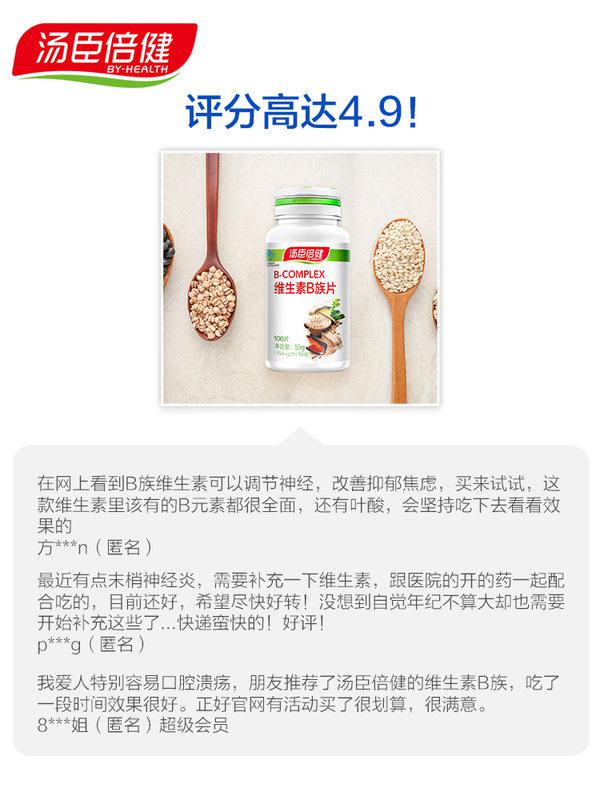 汤臣倍健
BY-HEALTH
评分高达4.9!
汤臣倍健
B-COMPLEX
维生素B族片
100片
净含量：55g
在网上看到B族维生素可以调节神经，改善抑郁焦虑，买来试试，这
款维生素里该有的B元素都很全面，还有叶酸，会坚持吃下去看看效
果的
方***n（匿名）
最近有点末梢神经炎，需要补充一下维生素，跟医院的开的药一起配
合吃的，目前还好，希望尽快好转！没想到自觉年纪不算大却也需要
开始补充这些了...快递蛮快的！好评！
p***g（匿名）
我爱人特别容易口腔溃疡，朋友推荐了汤臣倍健的维生素B族，吃了
一段时间效果很好。正好官网有活动买了很划算，很满意。
8***姐（匿名）超级会员